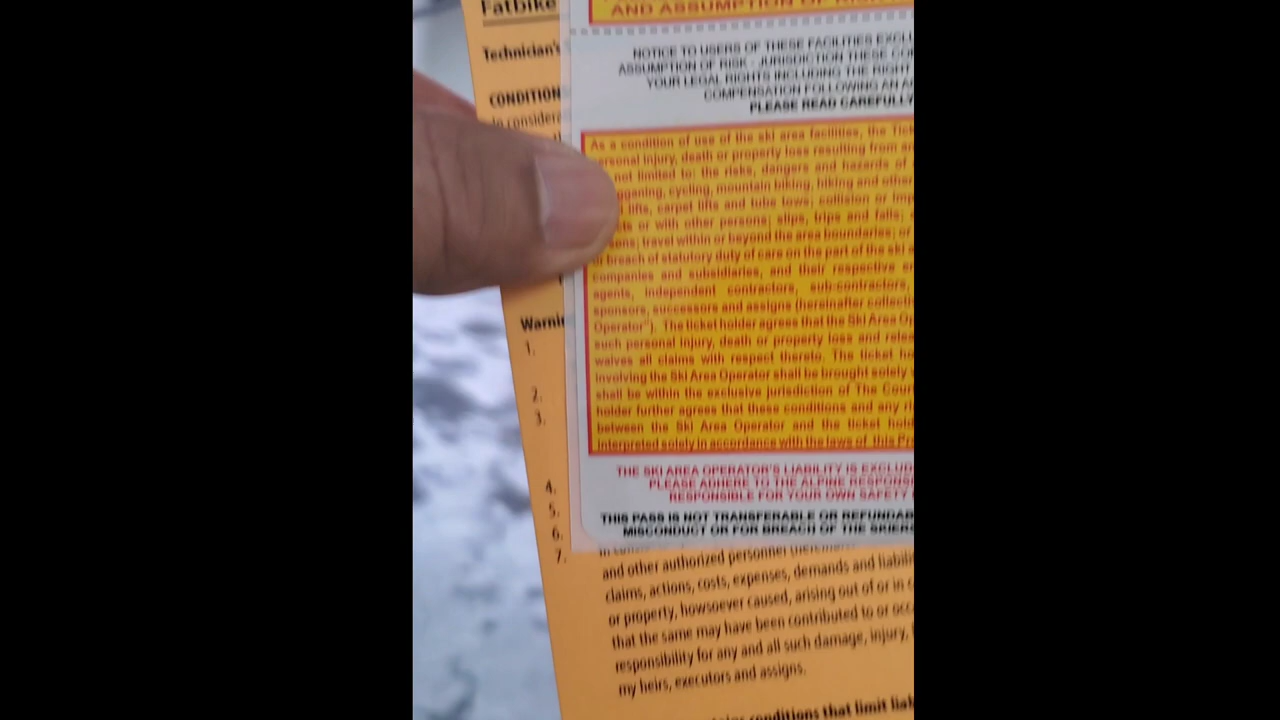 Fatbike
Technician's
AND ASSUMPTION OF RISK
CONDITION
NOTICE TO USERS OF THESE FACILITIES EXCLU
ASSUMPTION OF RISK - JURISDICTION THESE CON
YOUR LEGAL RIGHTS INCLUDING THE RIGHT
COMPENSATION FOLLOWING AN A
PLEASE READ CAREFULLY
As a condition of use of the ski area facilities, the Tick
personal injury, death or property loss resulting from an
not limited to: the risks, dangers and hazards of
cycling, mountain biking, hiking and other
lifts, carpet lifts and tube tows; collision or imp
or with other persons; slips, trips and falls;
travel within or beyond the area boundaries; or
or breach of statutory duty of care on the part of the ski a
companies and subsidiaries, and their respective
agents, independent contractors, sub-contractors,
sponsors, successors and assigns (hereinafter collecti
Operator"). The ticket holder agrees that the Ski Area Op
such personal injury, death or property loss and relea
waives all claims with respect thereto. The ticket ho
involving the Ski Area Operator shall be brought solely
shall be within the exclusive jurisdiction of The Cour
holder further agrees that these conditions and any ri
between the Ski Area Operator and the ticket hold
interpreted solely in accordance with the laws of this Pr
THE SKI AREA OPERATOR'S LIABILITY IS EXCLUD
PLEASE ADHERE TO THE ALPINE RESPONS
RESPONSIBLE FOR YOUR OWN SAFETY
THIS PASS IS NOT TRANSFERABLE OR REFUNDAB
MISCONDUCT OR FOR BREACH OF THE SKIERS
Warnin
1.
2.
3.
4.
5.
6.
7.
and other authorized personnel
claims, actions, costs, expenses, demands and liabili
or property, howsoever caused, arising out of or in c
that the same may have been contributed to or occ
responsibility for any and all such damage, injury,
my heirs, executors and assigns.
conditions that limit liab